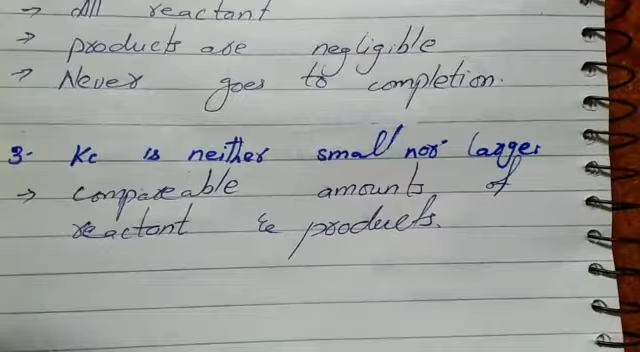 → All reactant
→ products are negligible
→ Never goes to completion.
3- Kc is neither small nor larger
→ compareable amounts of
reactant & products.